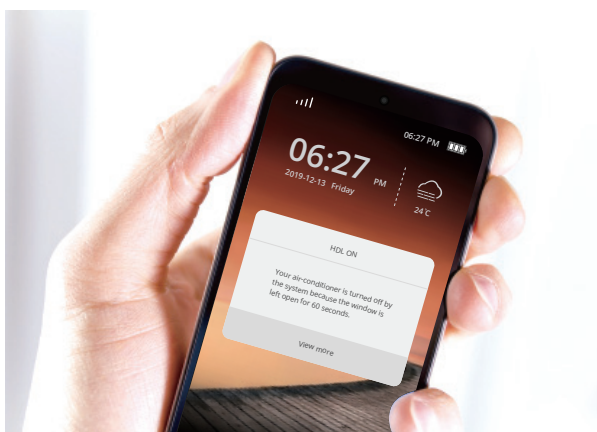 06:27 PM
06:27 PM
2019-12-13 Friday
24°C
HDL ON
Your air-conditioner is turned off by
the system because the window is
left open for 60 seconds.
View more